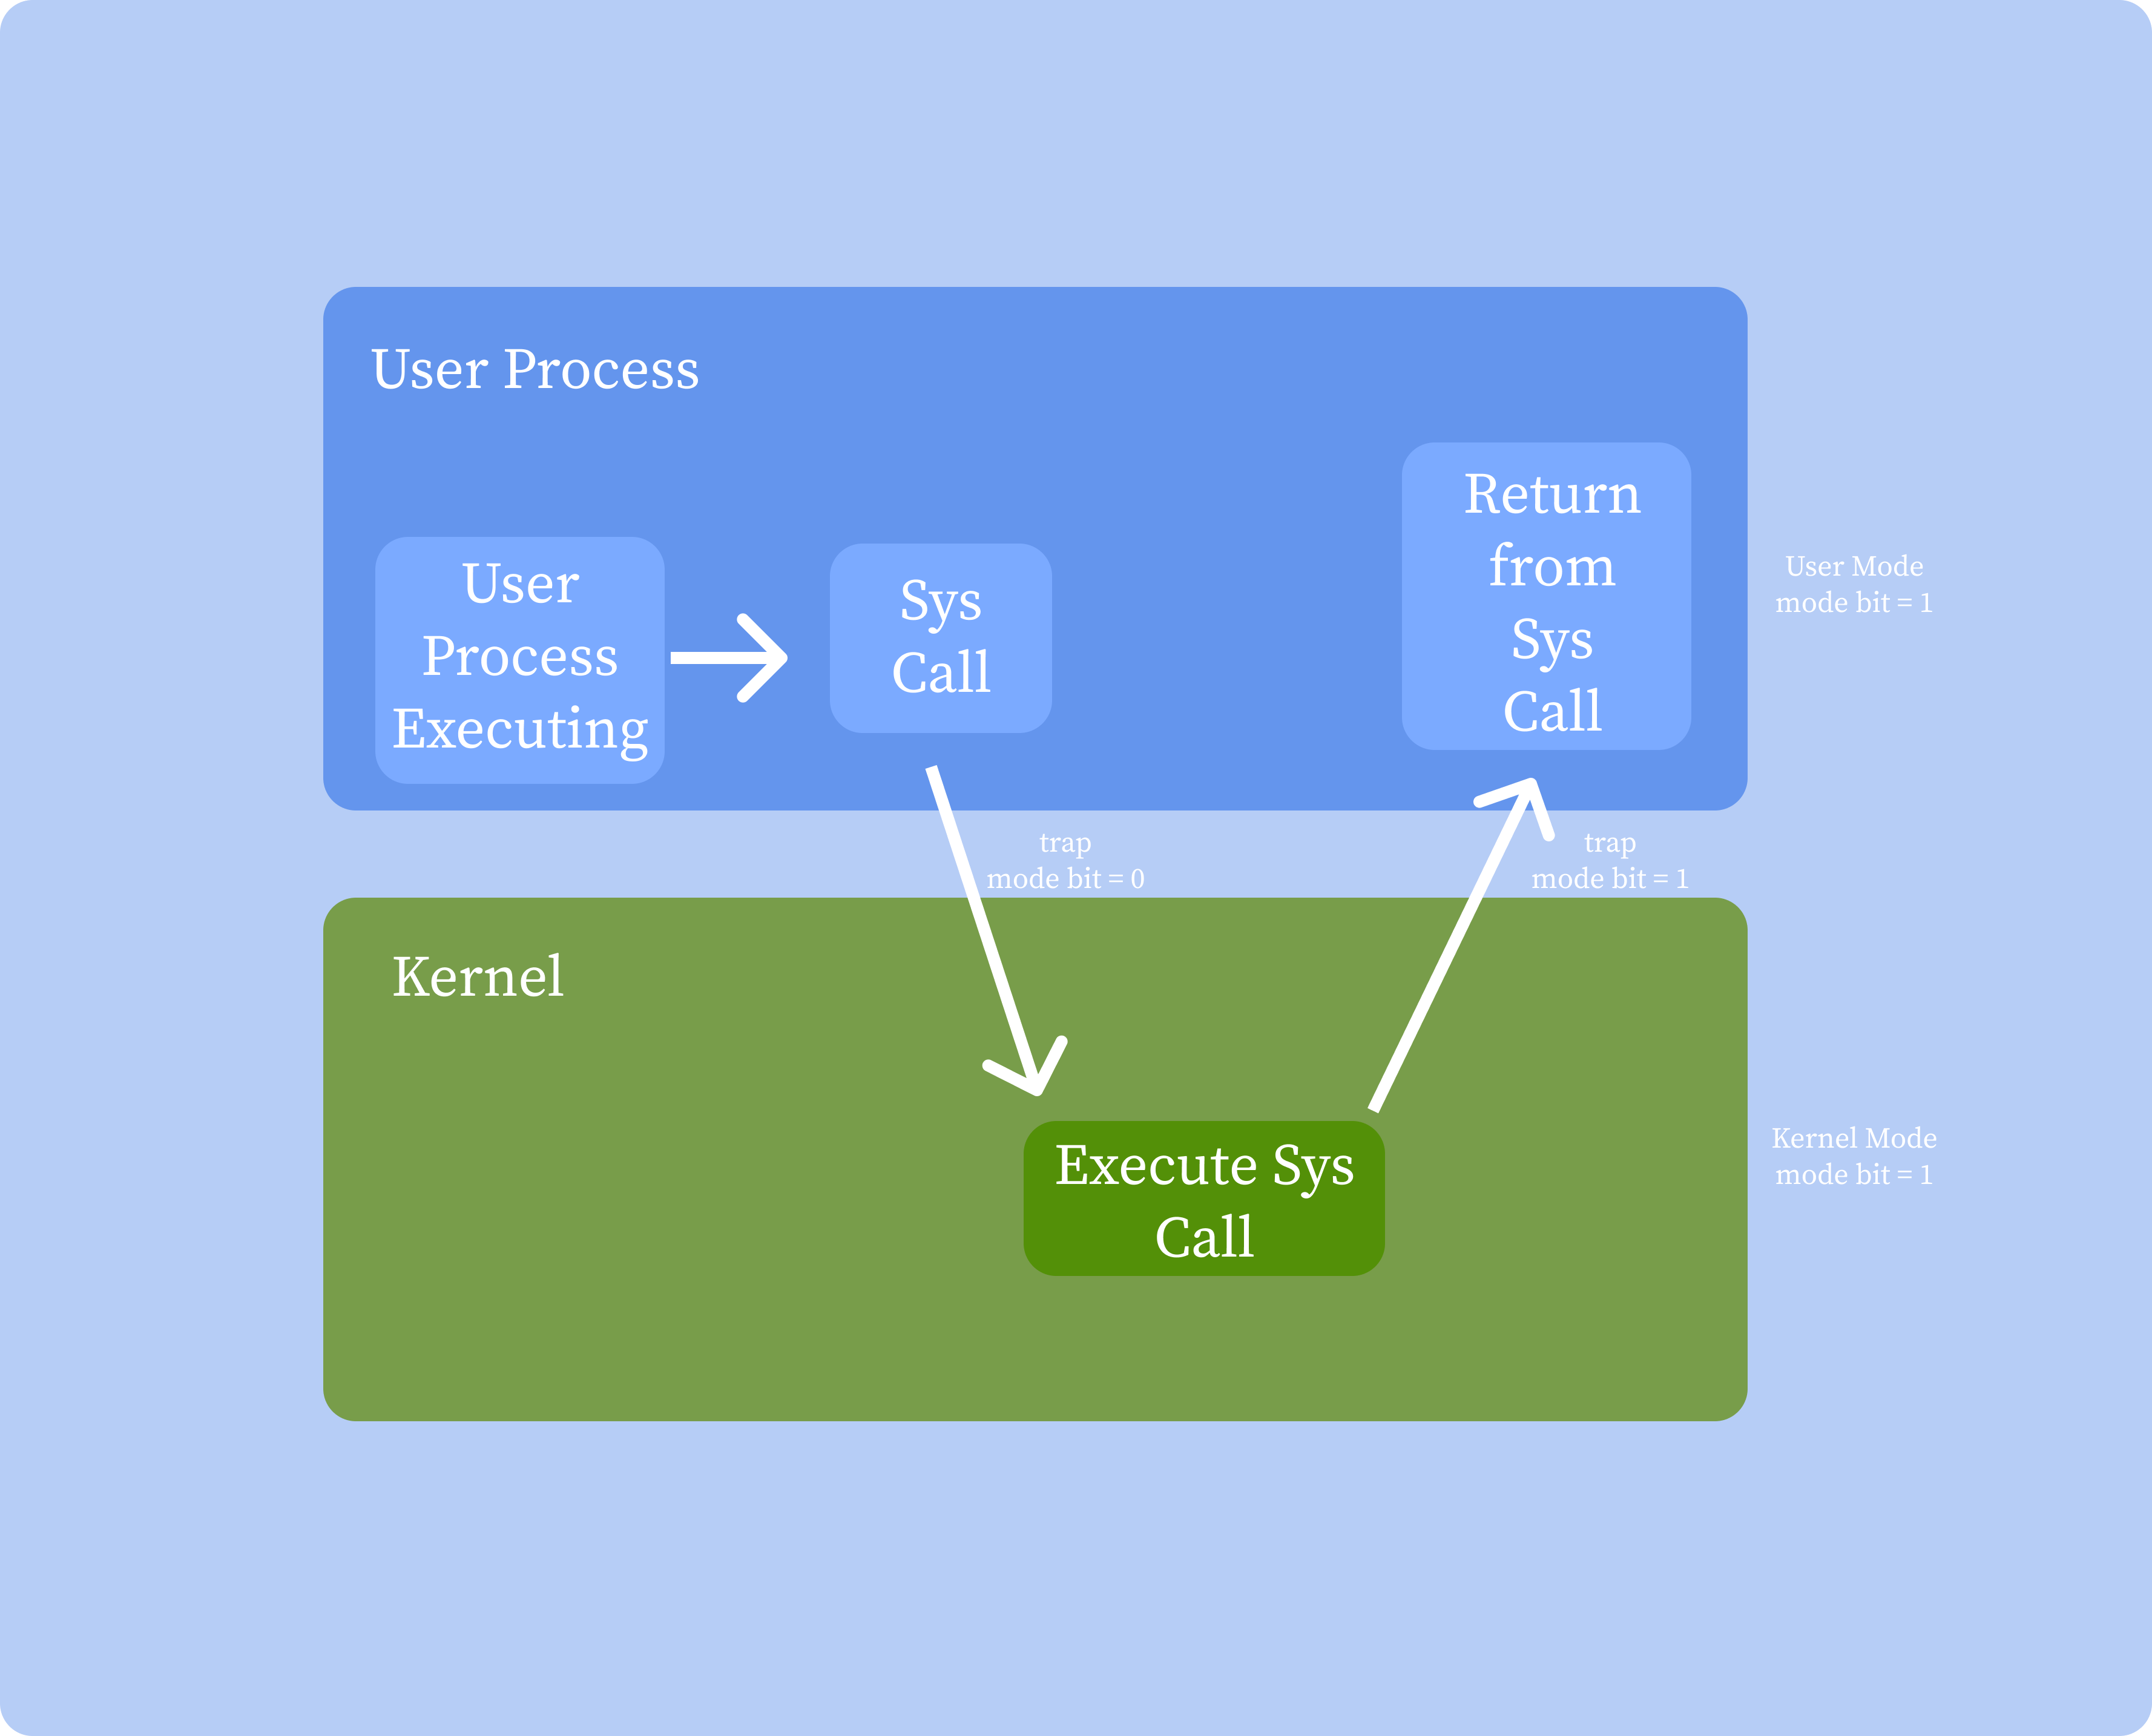 User Process
User
Process
Executing
Sys
Call
Return
from
Sys
Call
User Mode
mode bit = 1
trap
mode bit = 0
trap
mode bit = 1
Kernel
Execute Sys
Call
Kernel Mode
mode bit = 1